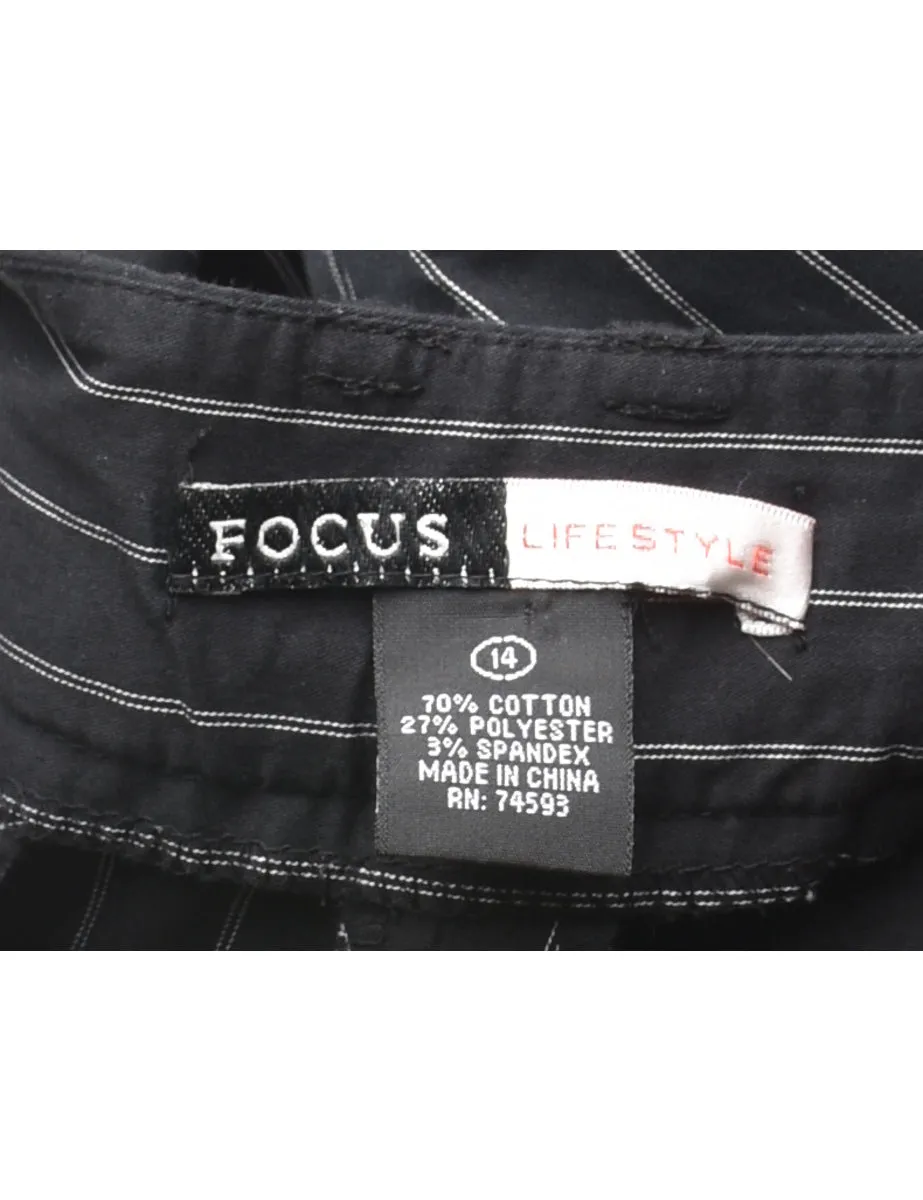 FOCUS LIFESTYLE
14
70% COTTON
27% POLYESTER
3% SPANDEX
MADE IN CHINA
RN: 74593